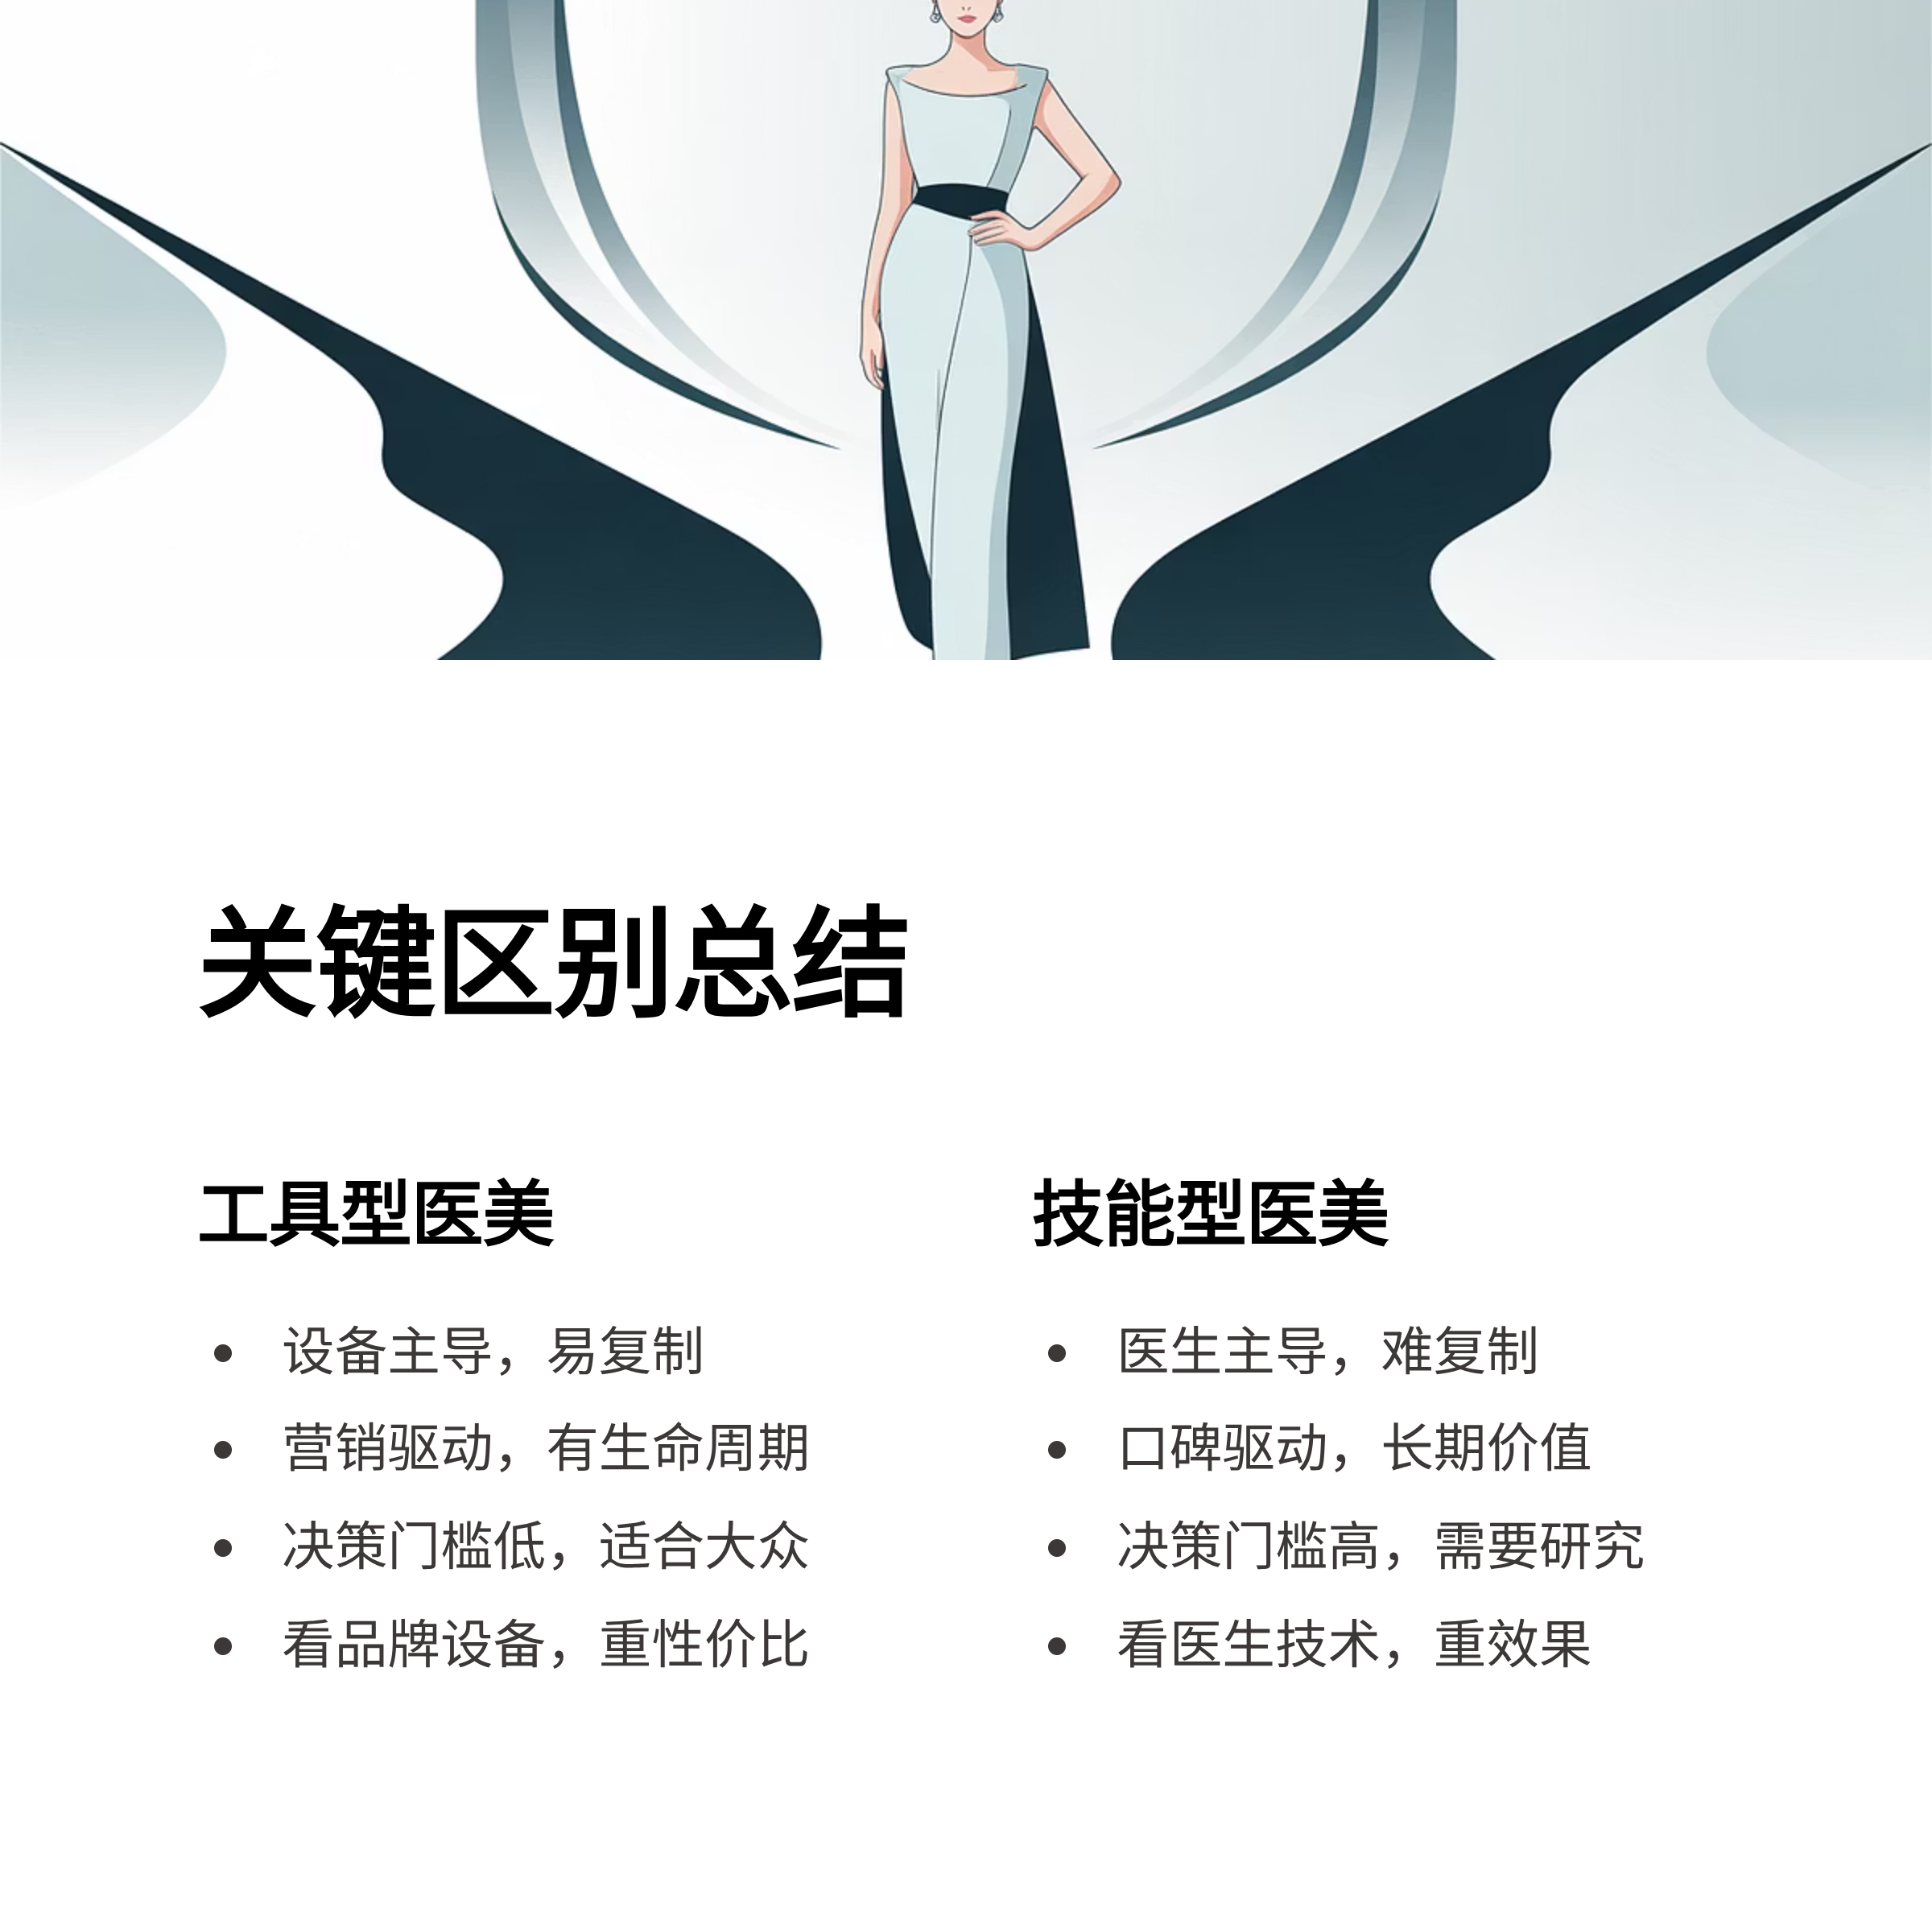 关键区别总结
工具型医美
设备主导，易复制
营销驱动，有生命周期
决策门槛低，适合大众
看品牌设备，重性价比
技能型医美
医生主导，难复制
口碑驱动，长期价值
决策门槛高，需要研究
看医生技术，重效果